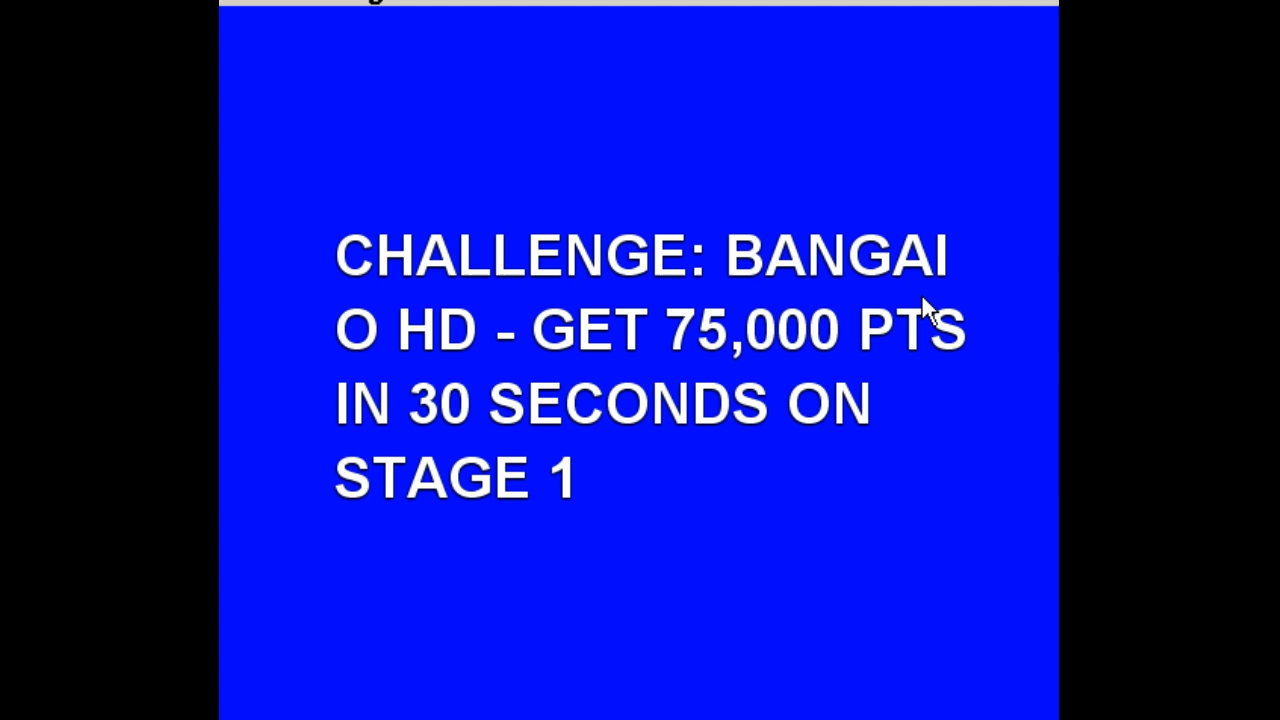 CHALLENGE: BANGAI
O HD - GET 75,000 PTS
IN 30 SECONDS ON
STAGE 1